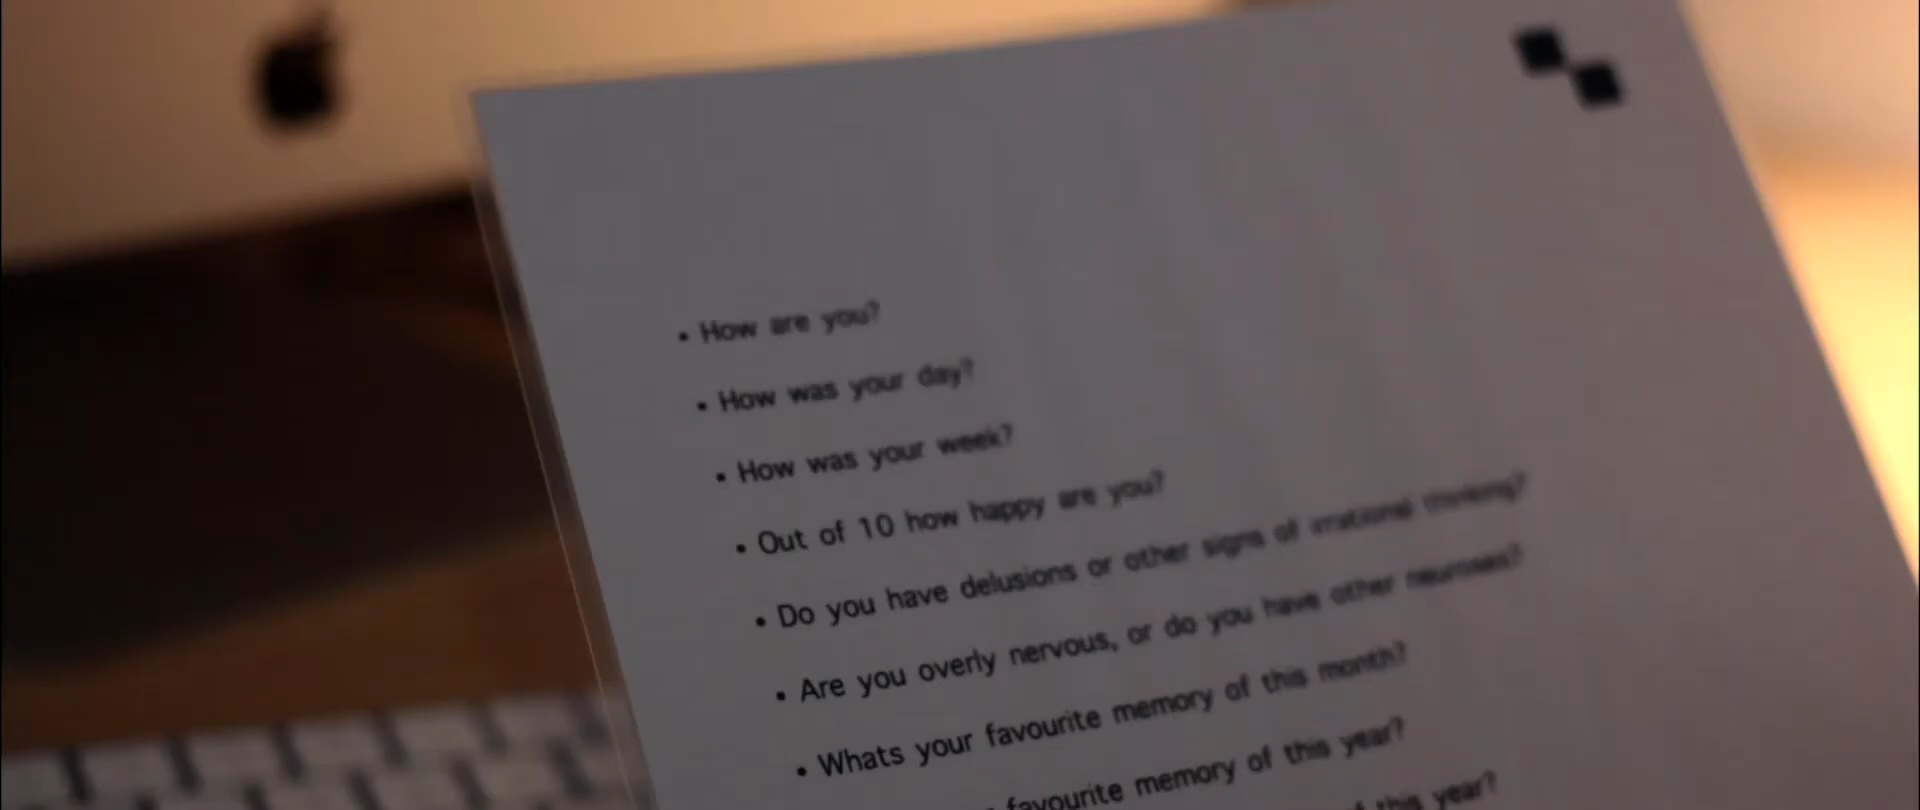 • How are you?
• How was your day?
• How was your week?
• Out of 10 how happy are you?
• Do you have delusions or other signs of irrational thinking?
• Are you overly nervous, or do you have other neuroses?
• Whats your favourite memory of this month?
favourite memory of this year?
this year?